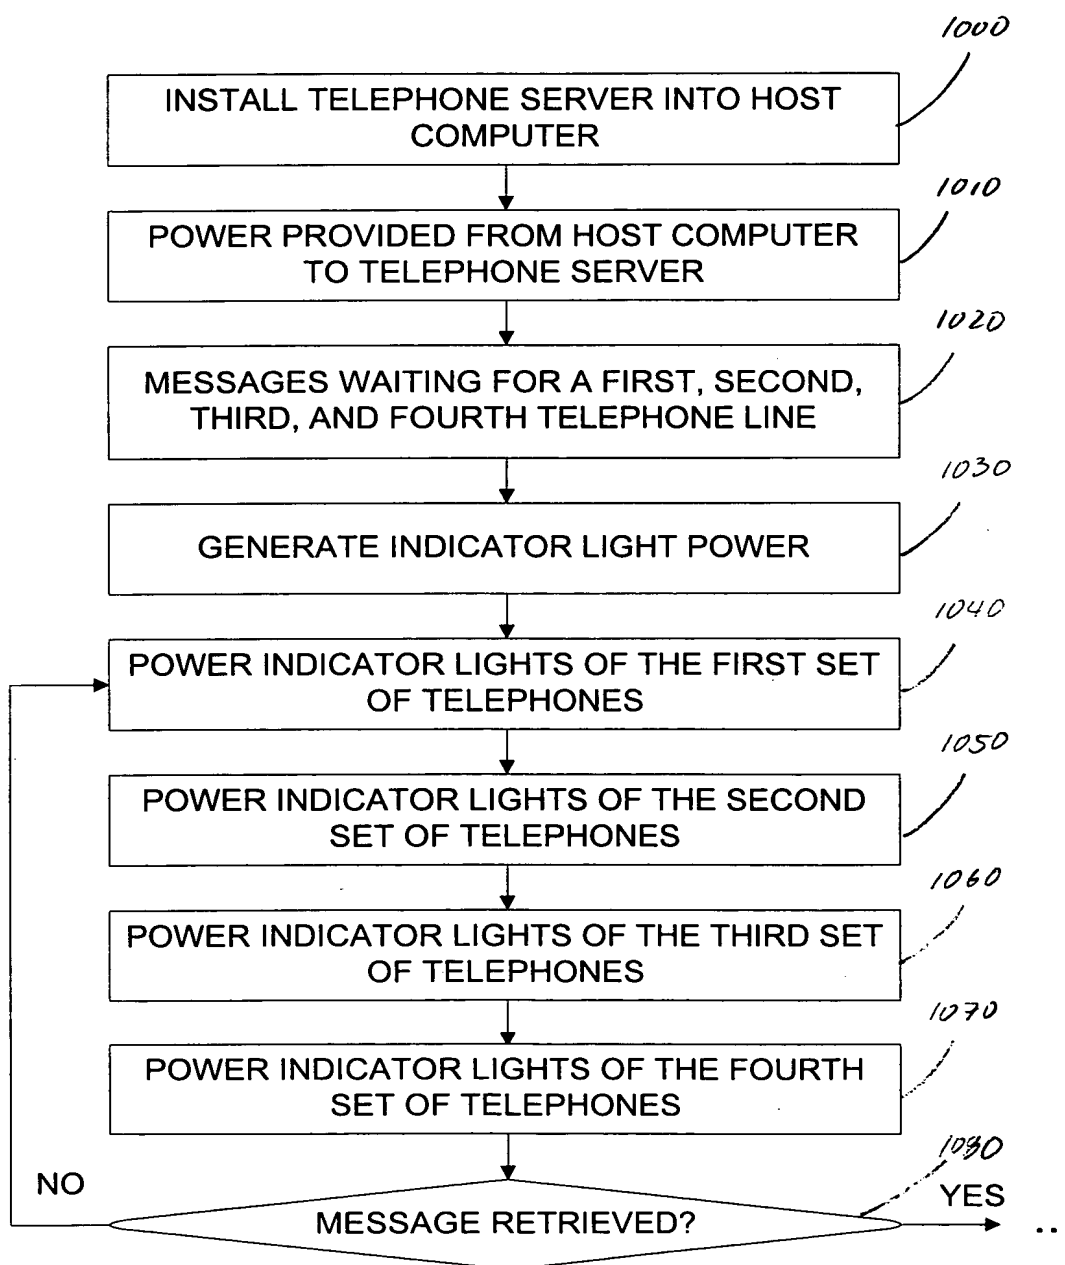 1000
INSTALL TELEPHONE SERVER INTO HOST
COMPUTER
1010
POWER PROVIDED FROM HOST COMPUTER
TO TELEPHONE SERVER
1020
MESSAGES WAITING FOR A FIRST, SECOND,
THIRD, AND FOURTH TELEPHONE LINE
1030
GENERATE INDICATOR LIGHT POWER
1040
POWER INDICATOR LIGHTS OF THE FIRST SET
OF TELEPHONES
1050
POWER INDICATOR LIGHTS OF THE SECOND
SET OF TELEPHONES
1060
POWER INDICATOR LIGHTS OF THE THIRD SET
OF TELEPHONES
1070
POWER INDICATOR LIGHTS OF THE FOURTH
SET OF TELEPHONES
1080
NO
YES
MESSAGE RETRIEVED?
..